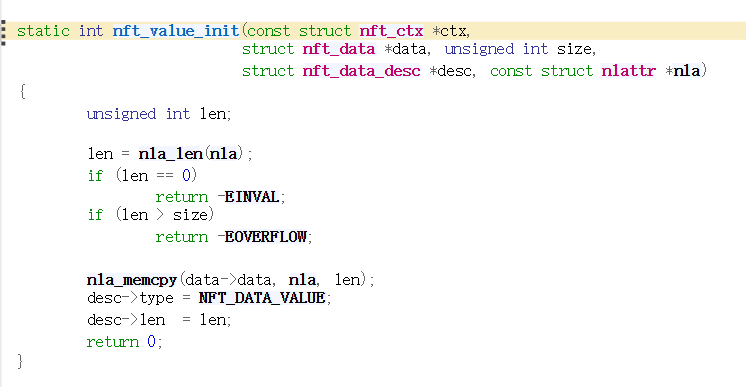 static int nft_value_init(const struct nft_ctx *ctx,
struct nft_data *data, unsigned int size,
struct nft_data_desc *desc, const struct nlattr *nla)
{
unsigned int len;
len = nla_len(nla);
if (len == 0)
return -EINVAL;
if (len > size)
return -EOVERFLOW;
nla_memcpy(data->data, nla, len);
desc->type = NFT_DATA_VALUE;
desc->len  = len;
return 0;
}